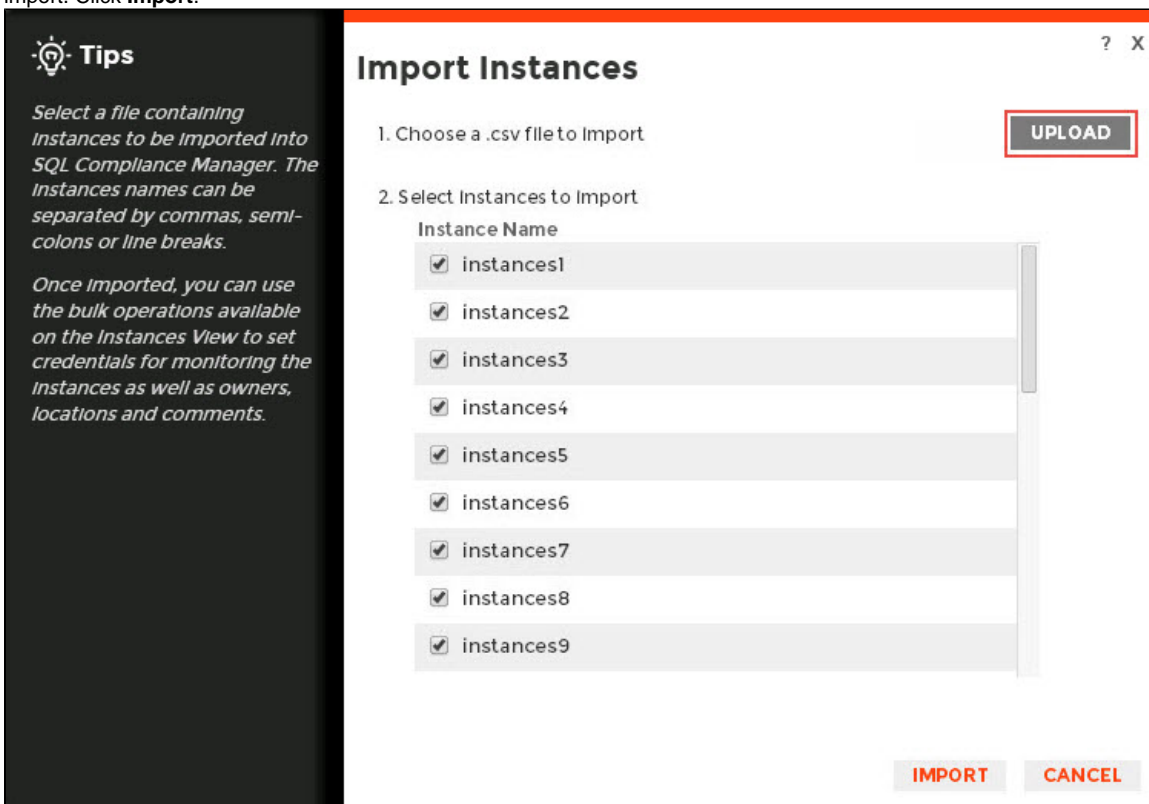 import. Click Import.
Tips
Select a file containing
instances to be imported into
SQL Compliance Manager. The
instances names can be
separated by commas, semi-
colons or line breaks.
Once imported, you can use
the bulk operations available
on the Instances View to set
credentials for monitoring the
instances as well as owners,
locations and comments.
? X
Import Instances
1. Choose a .csv file to import
UPLOAD
2. Select instances to import
Instance Name
instances1
instances2
instances3
instances4
instances5
instances6
instances7
instances8
instances9
IMPORT CANCEL